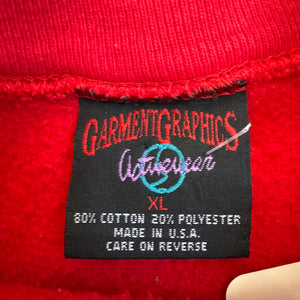 GARMENTGRAPHICS
Activewear
XL
80% COTTON 20% POLYESTER
MADE IN U.S.A.
CARE ON REVERSE